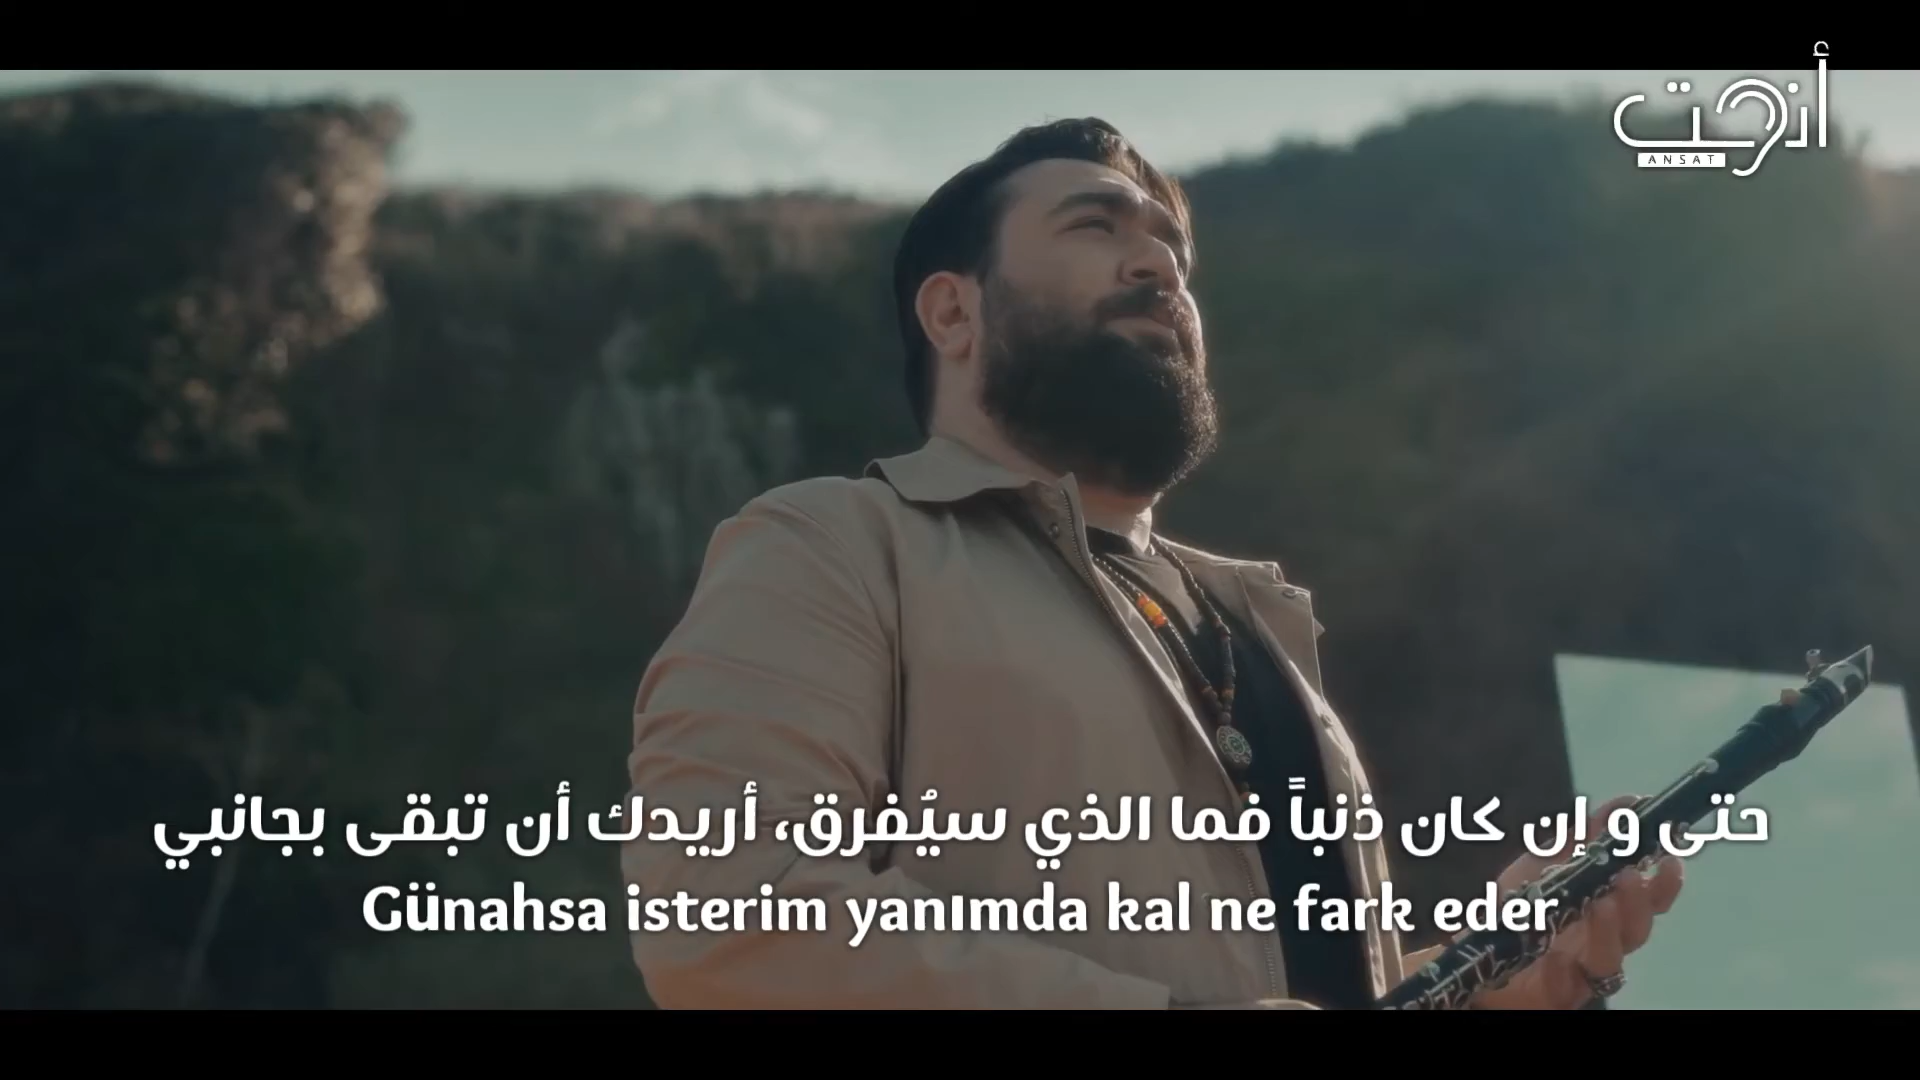 أنصت
ANSAT
حتى و إن كان ذنباً فما الذي سيُفرق، أريدك أن تبقى بجانبي
Günahsa isterim yanımda kal ne fark eder